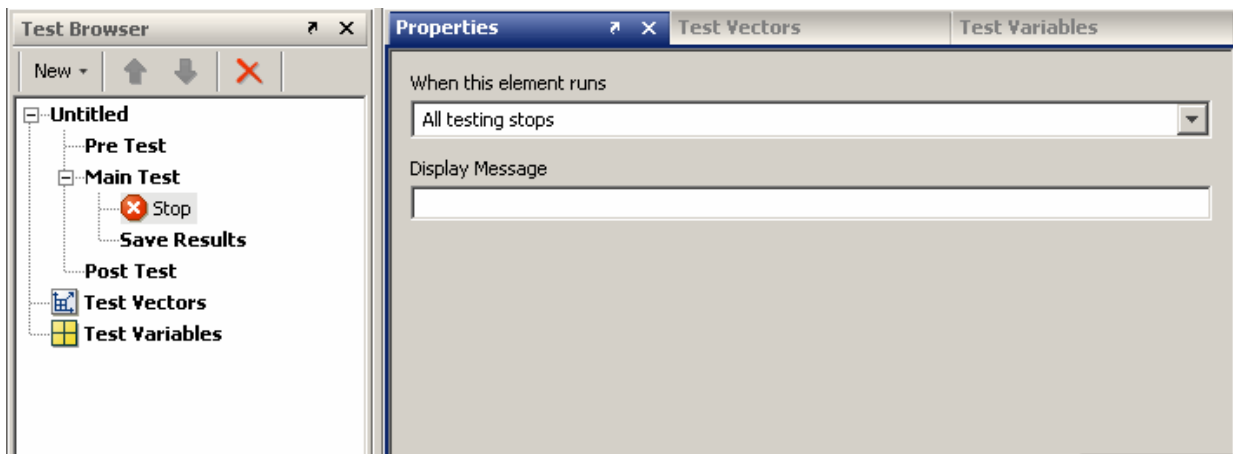 Test Browser
New
Untitled
Pre Test
Main Test
Stop
Save Results
Post Test
Test Vectors
Test Variables
Properties
Test Vectors
Test Variables
When this element runs
All testing stops
Display Message